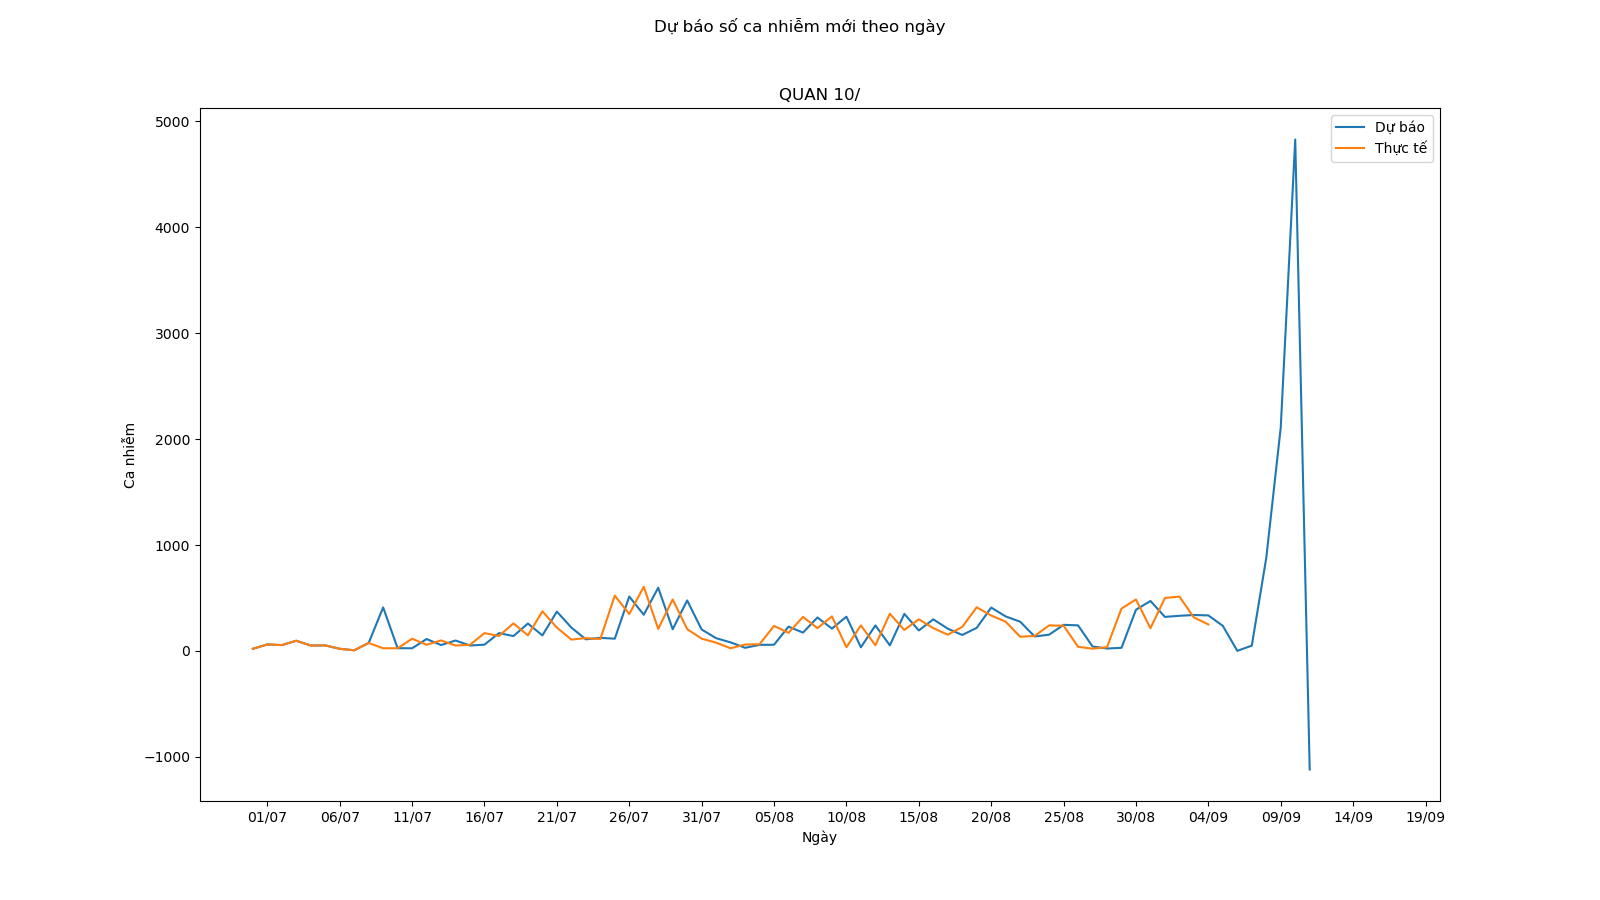 Dự báo số ca nhiễm mới theo ngày
QUAN 10/
Dự báo
Thực tế
5000
4000
3000
2000
1000
0
−1000
Ca nhiễm
01/07 06/07 11/07 16/07 21/07 26/07 31/07 05/08 10/08 15/08 20/08 25/08 30/08 04/09 09/09 14/09 19/09
Ngày